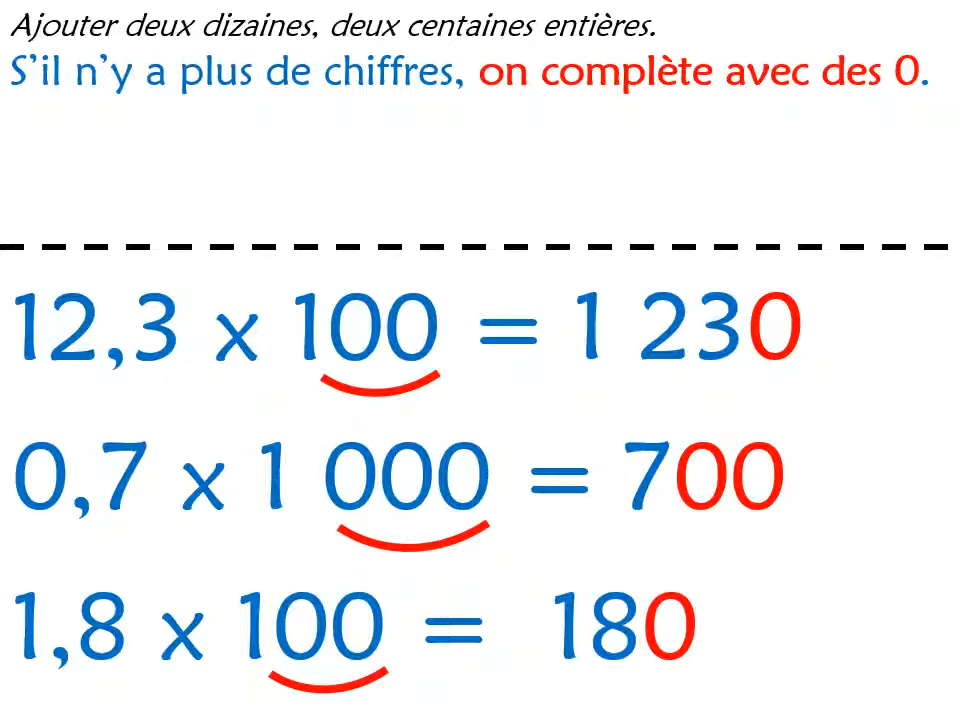 Ajouter deux dizaines, deux centaines entières.
S’il n’y a plus de chiffres, on complète avec des 0.
12,3 x 100 = 1 230
0,7 x 1 000 = 700
1,8 x 100 = 180